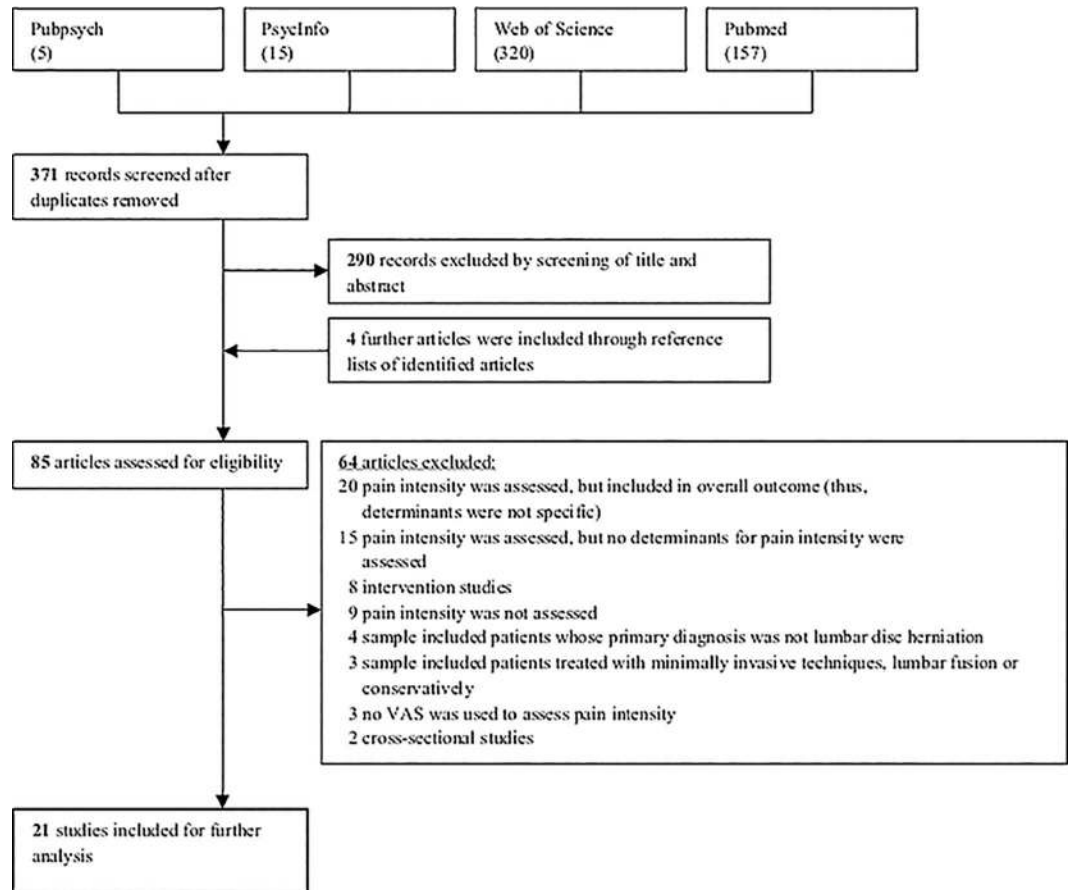 Pubpsych
(5)
PsycInfo
(15)
Web of Science
(320)
Pubmed
(157)
371 records screened after
duplicates removed
290 records excluded by screening of title and
abstract
4 further articles were included through reference
lists of identified articles
85 articles assessed for eligibility
64 articles excluded:
20 pain intensity was assessed, but included in overall outcome (thus,
determinants were not specific)
15 pain intensity was assessed, but no determinants for pain intensity were
assessed
8 intervention studies
9 pain intensity was not assessed
4 sample included patients whose primary diagnosis was not lumbar disc herniation
3 sample included patients treated with minimally invasive techniques, lumbar fusion or
conservatively
3 no VAS was used to assess pain intensity
2 cross-sectional studies
21 studies included for further
analysis